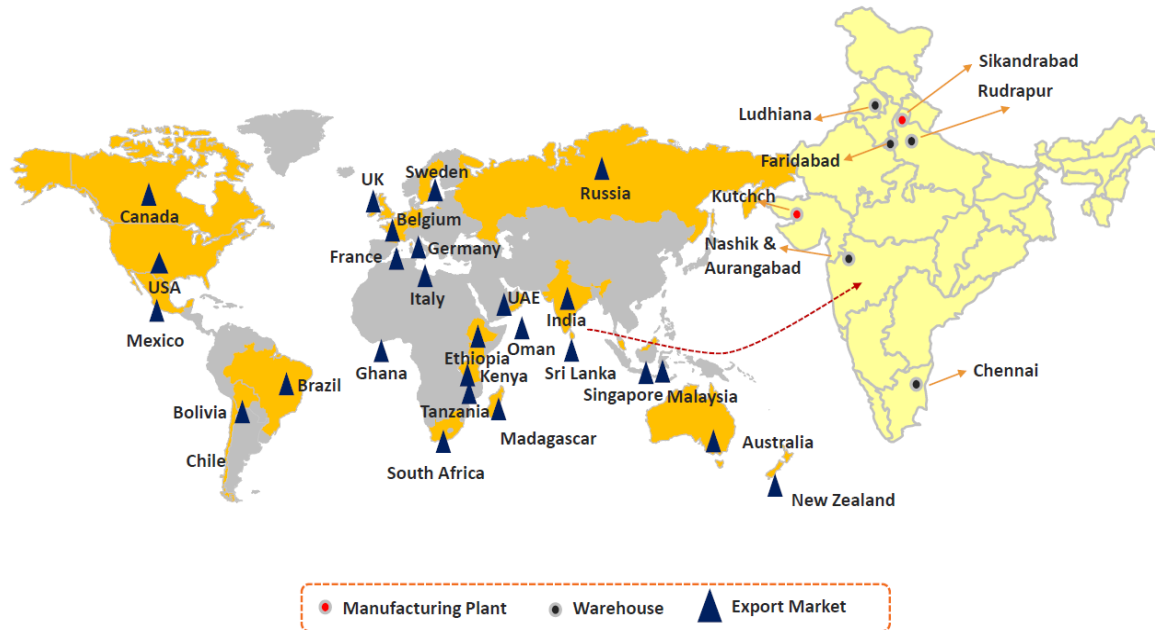 Sikandrabad
Rudrapur
Ludhiana
Faridabad
Kutchch
Nashik &
Aurangabad
Chennai
UK
Sweden
Russia
Canada
Belgium
Germany
France
USA
Italy
UAE
India
Mexico
Oman
Ethiopia
Ghana
Kenya
Sri Lanka
Brazil
Singapore
Malaysia
Bolivia
Tanzania
Madagascar
Australia
Chile
South Africa
New Zealand
Manufacturing Plant
Warehouse
Export Market